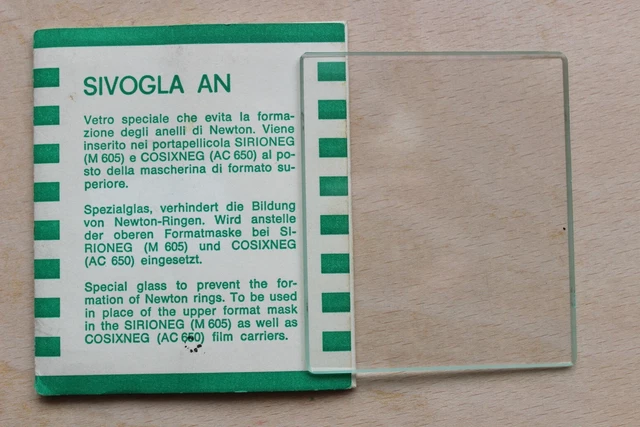 SIVOGLA AN
Vetro speciale che evita la forma-
zione degli anelli di Newton. Viene
inserito nei portapellicola SIRIONEG
(M 605) e COSIXNEG (AC 650) al po-
sto della mascherina di formato su-
periore.
Spezialglas, verhindert die Bildung
von Newton-Ringen. Wird anstelle
der oberen Formatmaske bei SI-
RIONEG (M 605) und COSIXNEG
(AC 650) eingesetzt.
Special glass to prevent the for-
mation of Newton rings. To be used
in place of the upper format mask
in the SIRIONEG (M 605) as well as
COSIXNEG (AC 650) film carriers.